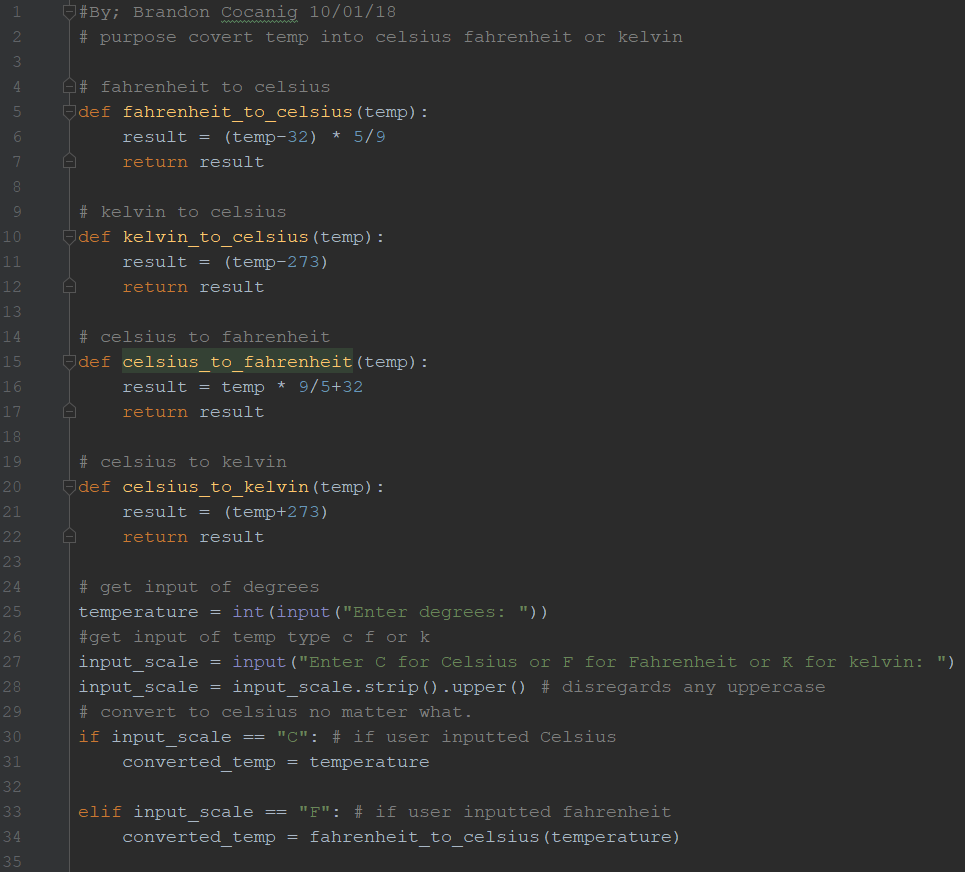 1 #By; Brandon Cocanig 10/01/18
2 # purpose covert temp into celsius fahrenheit or kelvin
3
4 # fahrenheit to celsius
5 def fahrenheit_to_celsius(temp):
6     result = (temp-32) * 5/9
7     return result
8
9 # kelvin to celsius
10 def kelvin_to_celsius(temp):
11     result = (temp-273)
12     return result
13
14 # celsius to fahrenheit
15 def celsius_to_fahrenheit(temp):
16     result = temp * 9/5+32
17     return result
18
19 # celsius to kelvin
20 def celsius_to_kelvin(temp):
21     result = (temp+273)
22     return result
23
24 # get input of degrees
25 temperature = int(input("Enter degrees: "))
26 #get input of temp type c f or k
27 input_scale = input("Enter C for Celsius or F for Fahrenheit or K for kelvin: ")
28 input_scale = input_scale.strip().upper() # disregards any uppercase
29 # convert to celsius no matter what.
30 if input_scale == "C": # if user inputted Celsius
31     converted_temp = temperature
32
33 elif input_scale == "F": # if user inputted fahrenheit
34     converted_temp = fahrenheit_to_celsius(temperature)
35